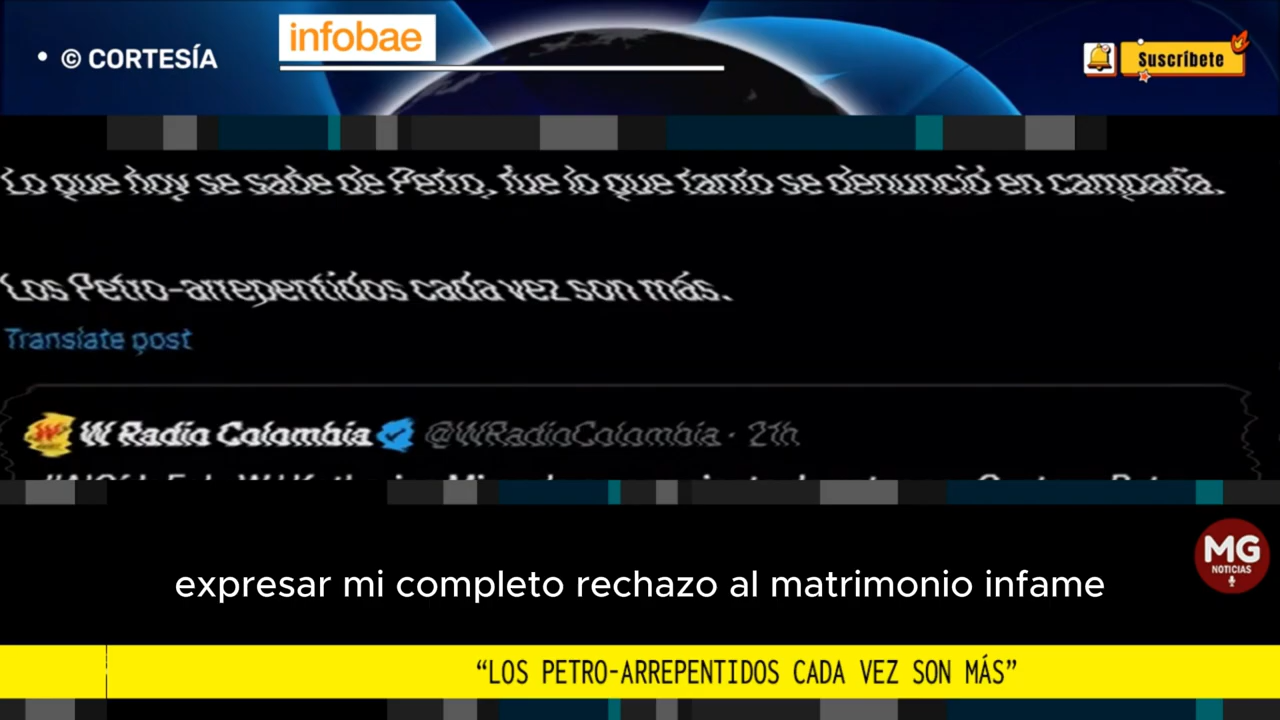 • © CORTESÍA
infobae
Suscríbete
Lo que hoy se sabe de Petro, fue lo que tanto se denunció en campaña.
Los Petro-arrepentidos cada vez son más.
Translate post
W Radio Colombia @WRadioColombia · 21h
MG
NOTICIAS
expresar mi completo rechazo al matrimonio infame
“LOS PETRO-ARREPENTIDOS CADA VEZ SON MÁS”